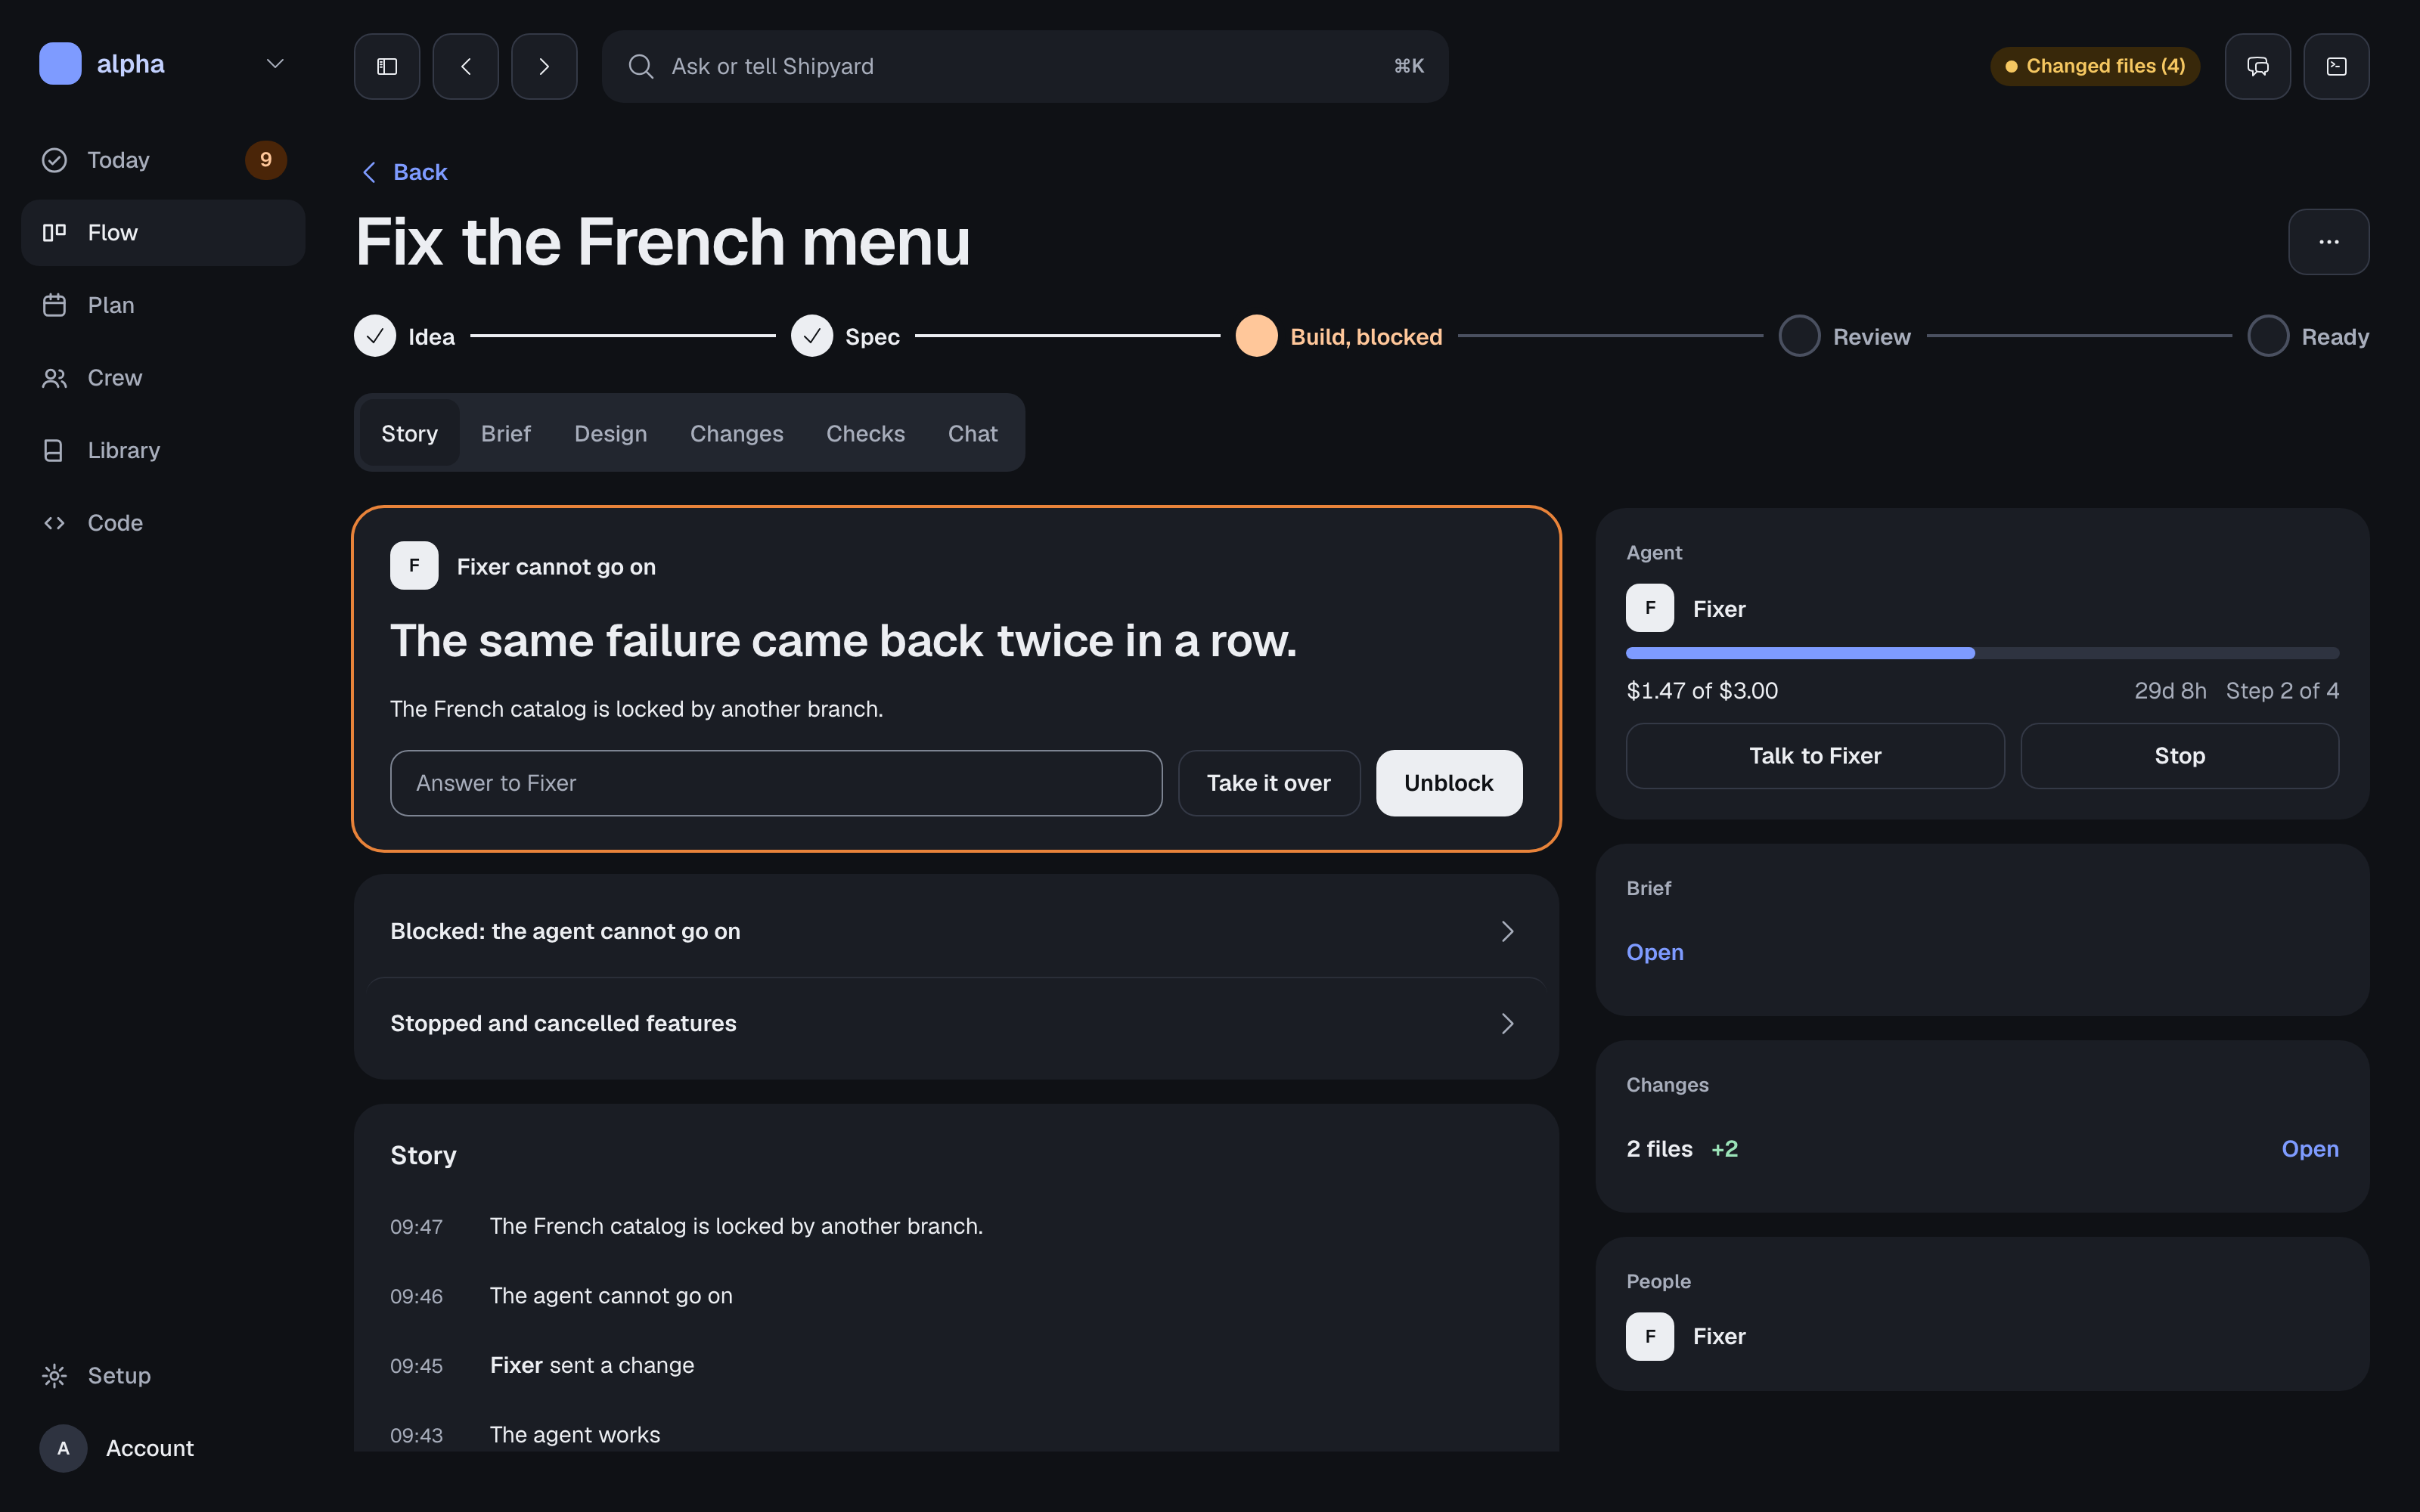 alpha
Today
9
Flow
Plan
Crew
Library
Code
Setup
A
Account
Ask or tell Shipyard
⌘K
Changed files (4)
Back
Fix the French menu
Idea
Spec
Build, blocked
Review
Ready
Story
Brief
Design
Changes
Checks
Chat
F
Fixer cannot go on
The same failure came back twice in a row.
The French catalog is locked by another branch.
Answer to Fixer
Take it over
Unblock
Blocked: the agent cannot go on
Stopped and cancelled features
Story
09:47 The French catalog is locked by another branch.
09:46 The agent cannot go on
09:45 Fixer sent a change
09:43 The agent works
Agent
F
Fixer
$1.47 of $3.00
29d 8h Step 2 of 4
Talk to Fixer
Stop
Brief
Open
Changes
2 files +2
Open
People
F
Fixer